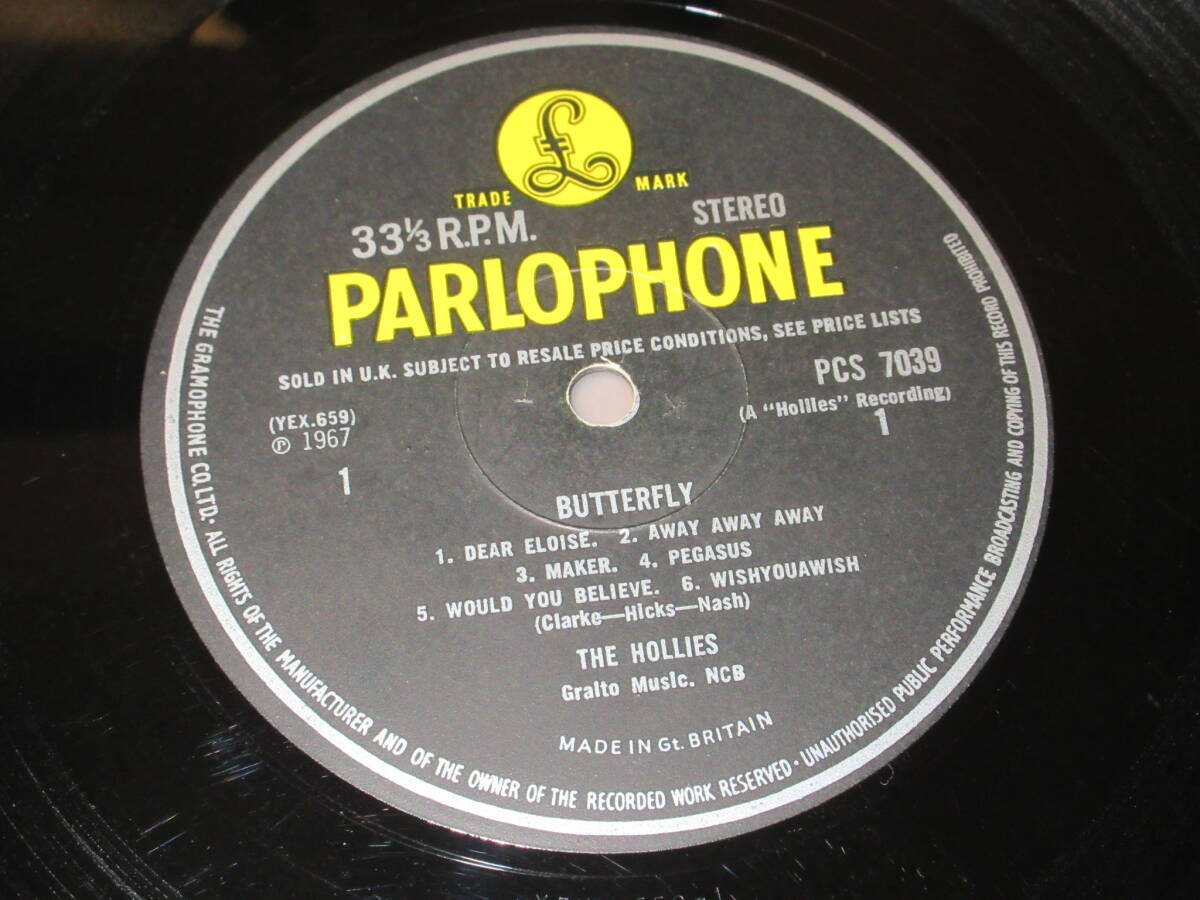 £
TRADE MARK
33⅓ R.P.M.
STEREO
PARLOPHONE
SOLD IN U.K. SUBJECT TO RESALE PRICE CONDITIONS, SEE PRICE LISTS
(YEX.659)
℗ 1967
1
PCS 7039
(A "Hollies" Recording)
1
BUTTERFLY
1. DEAR ELOISE. 2. AWAY AWAY AWAY
3. MAKER. 4. PEGASUS
5. WOULD YOU BELIEVE. 6. WISHYOUAWISH
(Clarke—Hicks—Nash)
THE HOLLIES
Gralto Music. NCB
MADE IN Gt. BRITAIN
THE GRAMOPHONE CO. LTD. · ALL RIGHTS OF THE MANUFACTURER AND OF THE OWNER OF THE RECORDED WORK RESERVED · UNAUTHORISED PUBLIC PERFORMANCE BROADCASTING AND COPYING OF THIS RECORD PROHIBITED